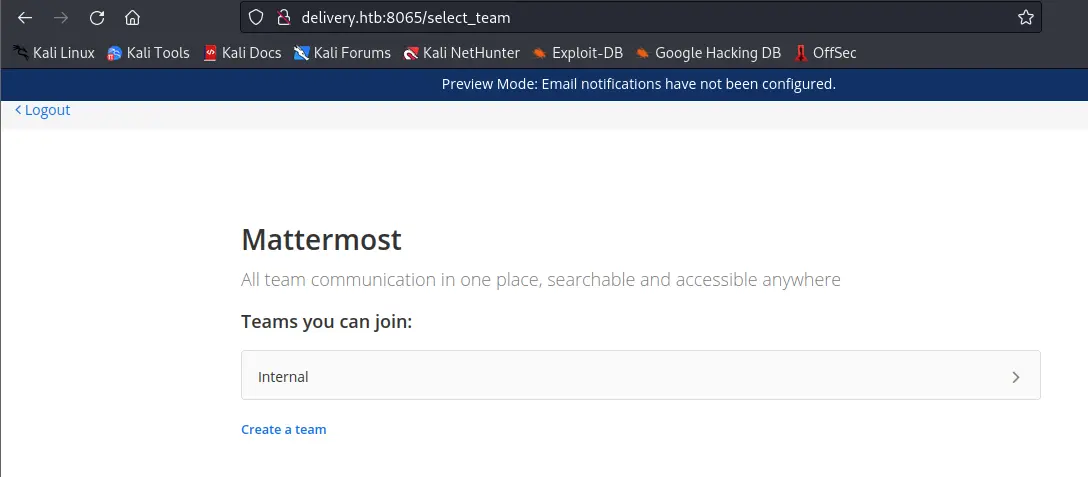 delivery.htb:8065/select_team
Kali Linux Kali Tools Kali Docs Kali Forums Kali NetHunter Exploit-DB Google Hacking DB OffSec
Preview Mode: Email notifications have not been configured.
Logout
Mattermost
All team communication in one place, searchable and accessible anywhere
Teams you can join:
Internal
Create a team